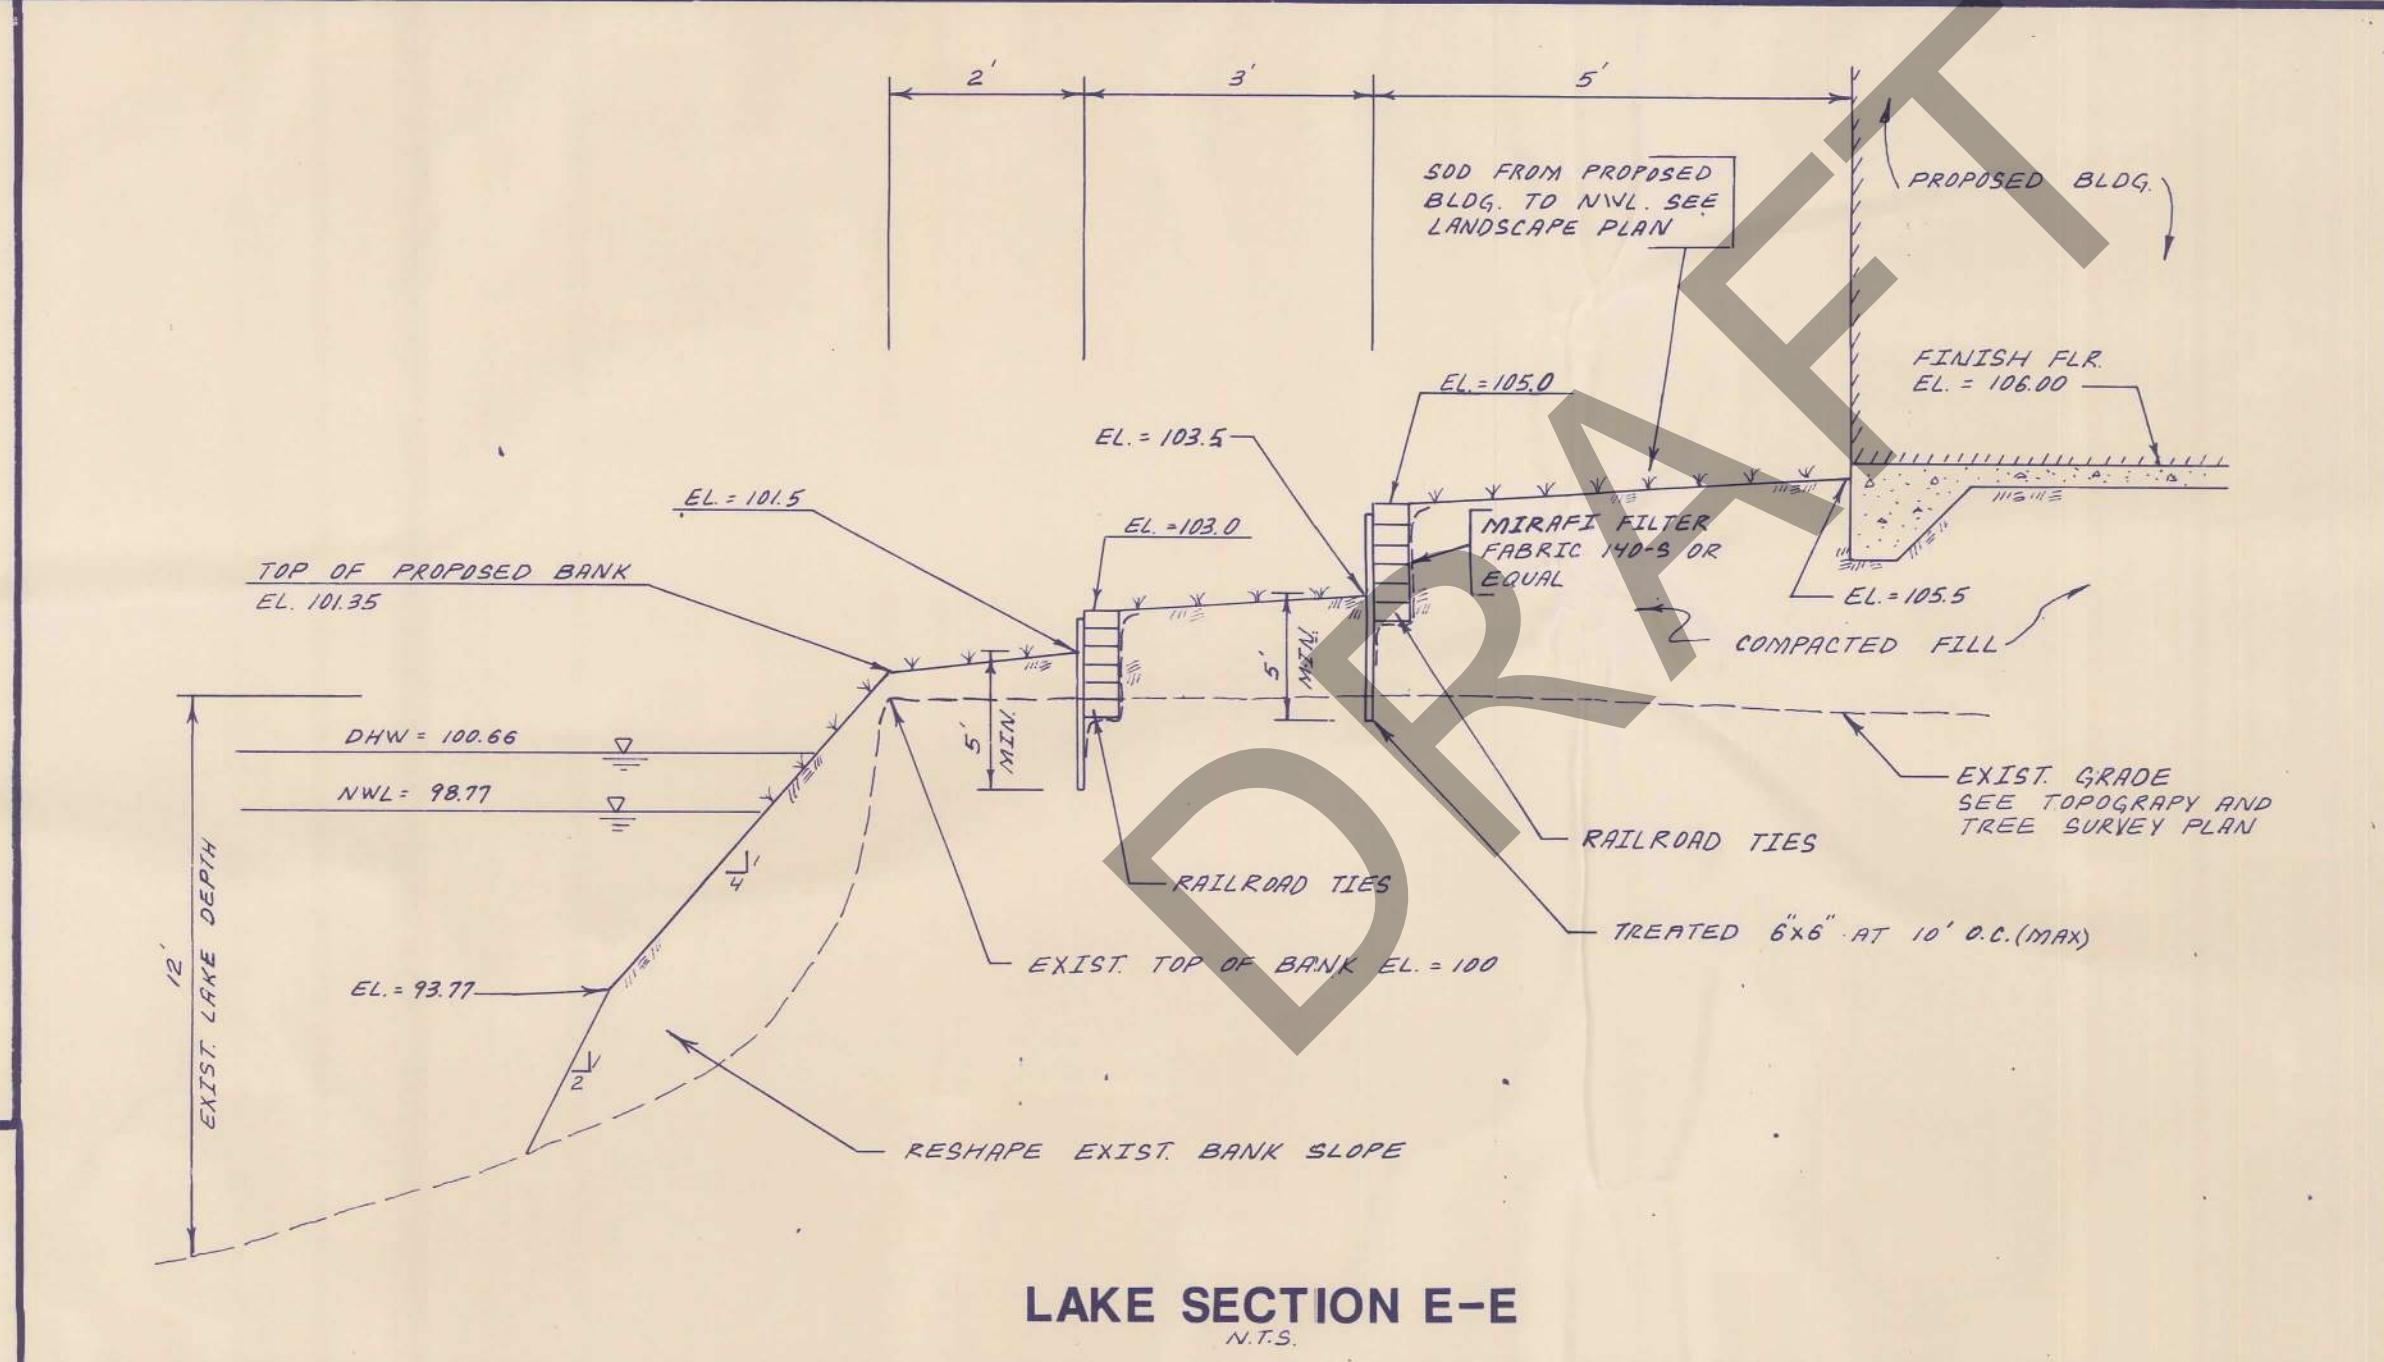 2'
3'
5'
SOD FROM PROPOSED
BLDG. TO NWL. SEE
LANDSCAPE PLAN
PROPOSED BLDG.
FINISH FLR.
EL. = 106.00
EL. = 105.0
EL. = 103.5
EL. = 101.5
EL. = 103.0
MIRAFI FILTER
FABRIC 140-S OR
EQUAL
TOP OF PROPOSED BANK
EL. 101.35
EL. = 105.5
COMPACTED FILL
5' MIN.
5' MIN.
DHW = 100.66
NWL = 98.77
EXIST. GRADE
SEE TOPOGRAPY AND
TREE SURVEY PLAN
1
4
RAILROAD TIES
RAILROAD TIES
TREATED 6"x6" AT 10' O.C. (MAX)
EXIST. TOP OF BANK EL. = 100
EL. = 93.77
12'
EXIST. LAKE DEPTH
1
2
RESHAPE EXIST. BANK SLOPE
LAKE SECTION E-E
N.T.S.
DRAFT